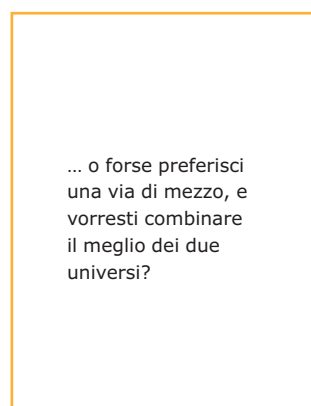 … o forse preferisci
una via di mezzo, e
vorresti combinare
il meglio dei due
universi?